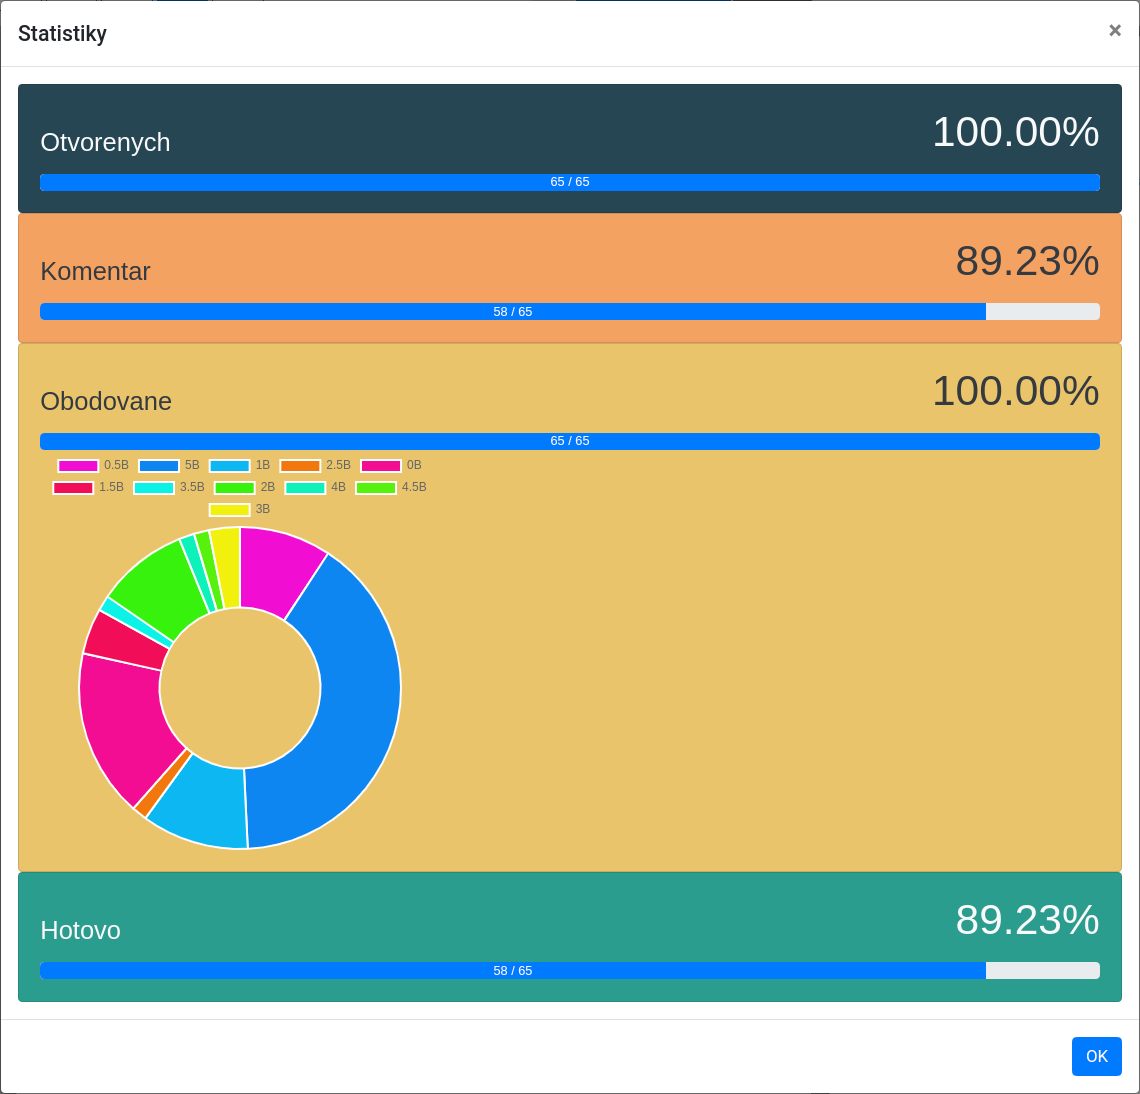 Statistiky ×
Otvorenych 100.00%
65 / 65
Komentar 89.23%
58 / 65
Obodovane 100.00%
65 / 65
0.5B 5B 1B 2.5B 0B
1.5B 3.5B 2B 4B 4.5B
3B
Hotovo 89.23%
58 / 65
OK